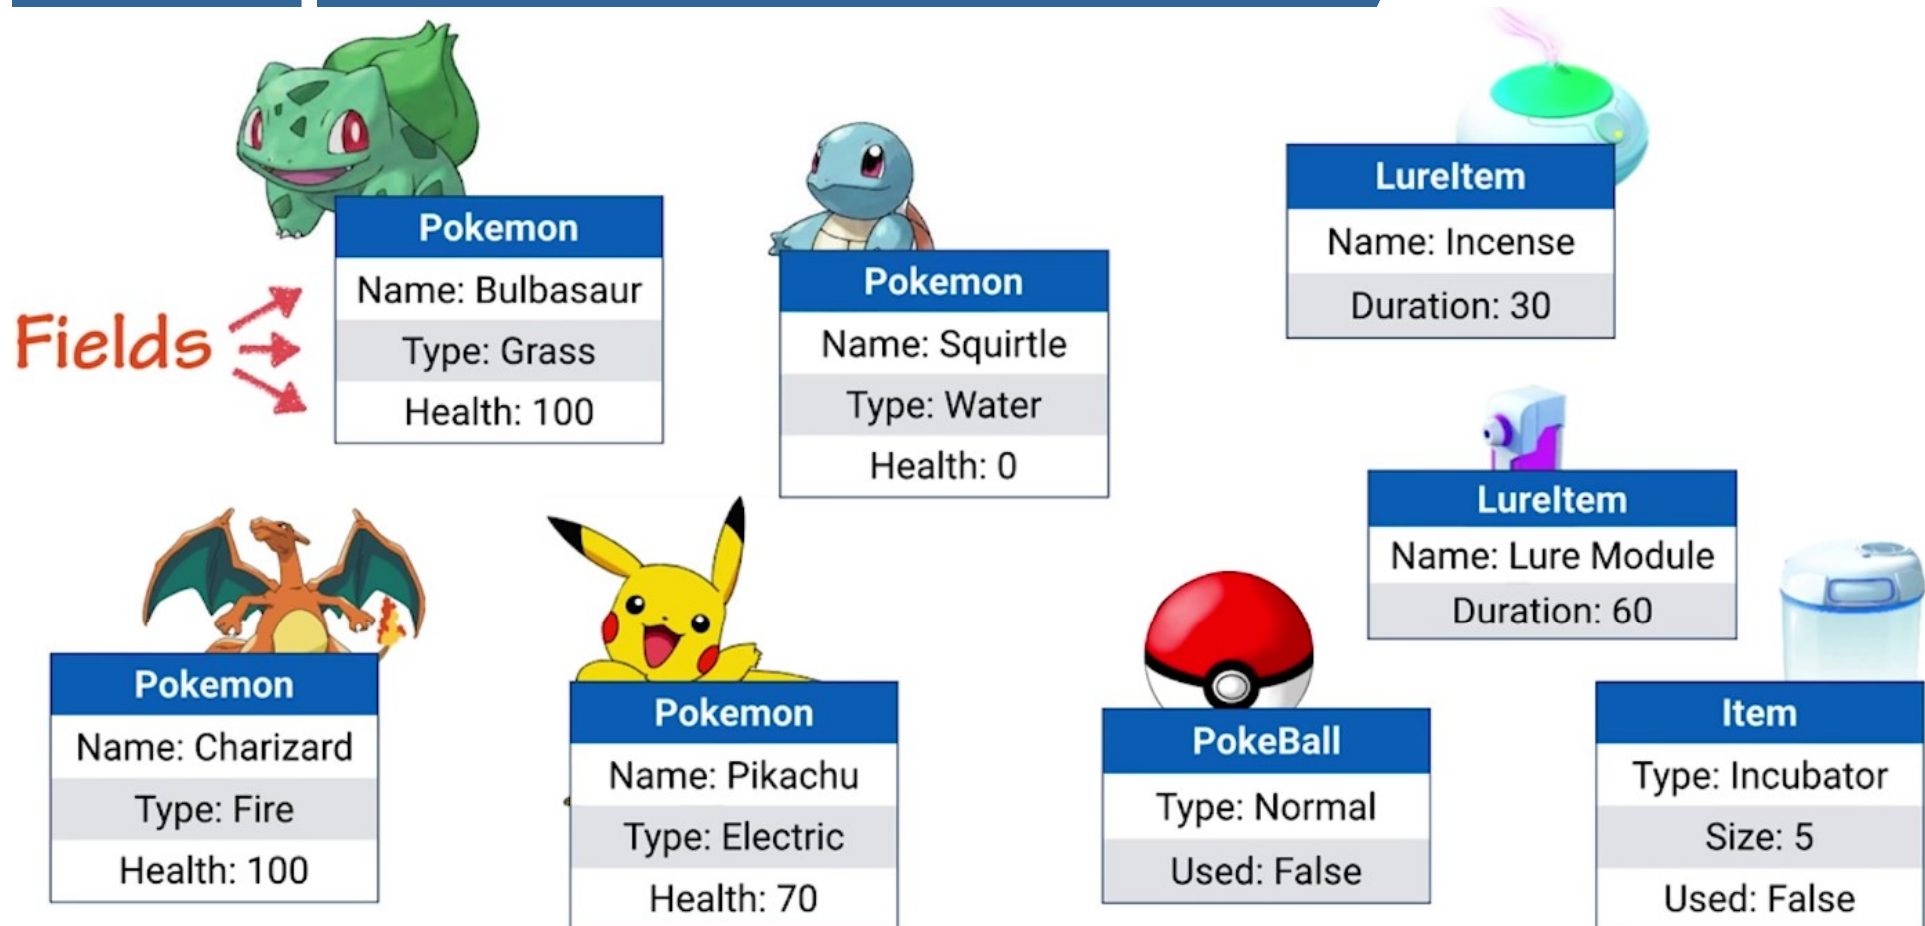 Fields
Pokemon
Name: Bulbasaur
Type: Grass
Health: 100
Pokemon
Name: Squirtle
Type: Water
Health: 0
LureItem
Name: Incense
Duration: 30
LureItem
Name: Lure Module
Duration: 60
Pokemon
Name: Charizard
Type: Fire
Health: 100
Pokemon
Name: Pikachu
Type: Electric
Health: 70
PokeBall
Type: Normal
Used: False
Item
Type: Incubator
Size: 5
Used: False